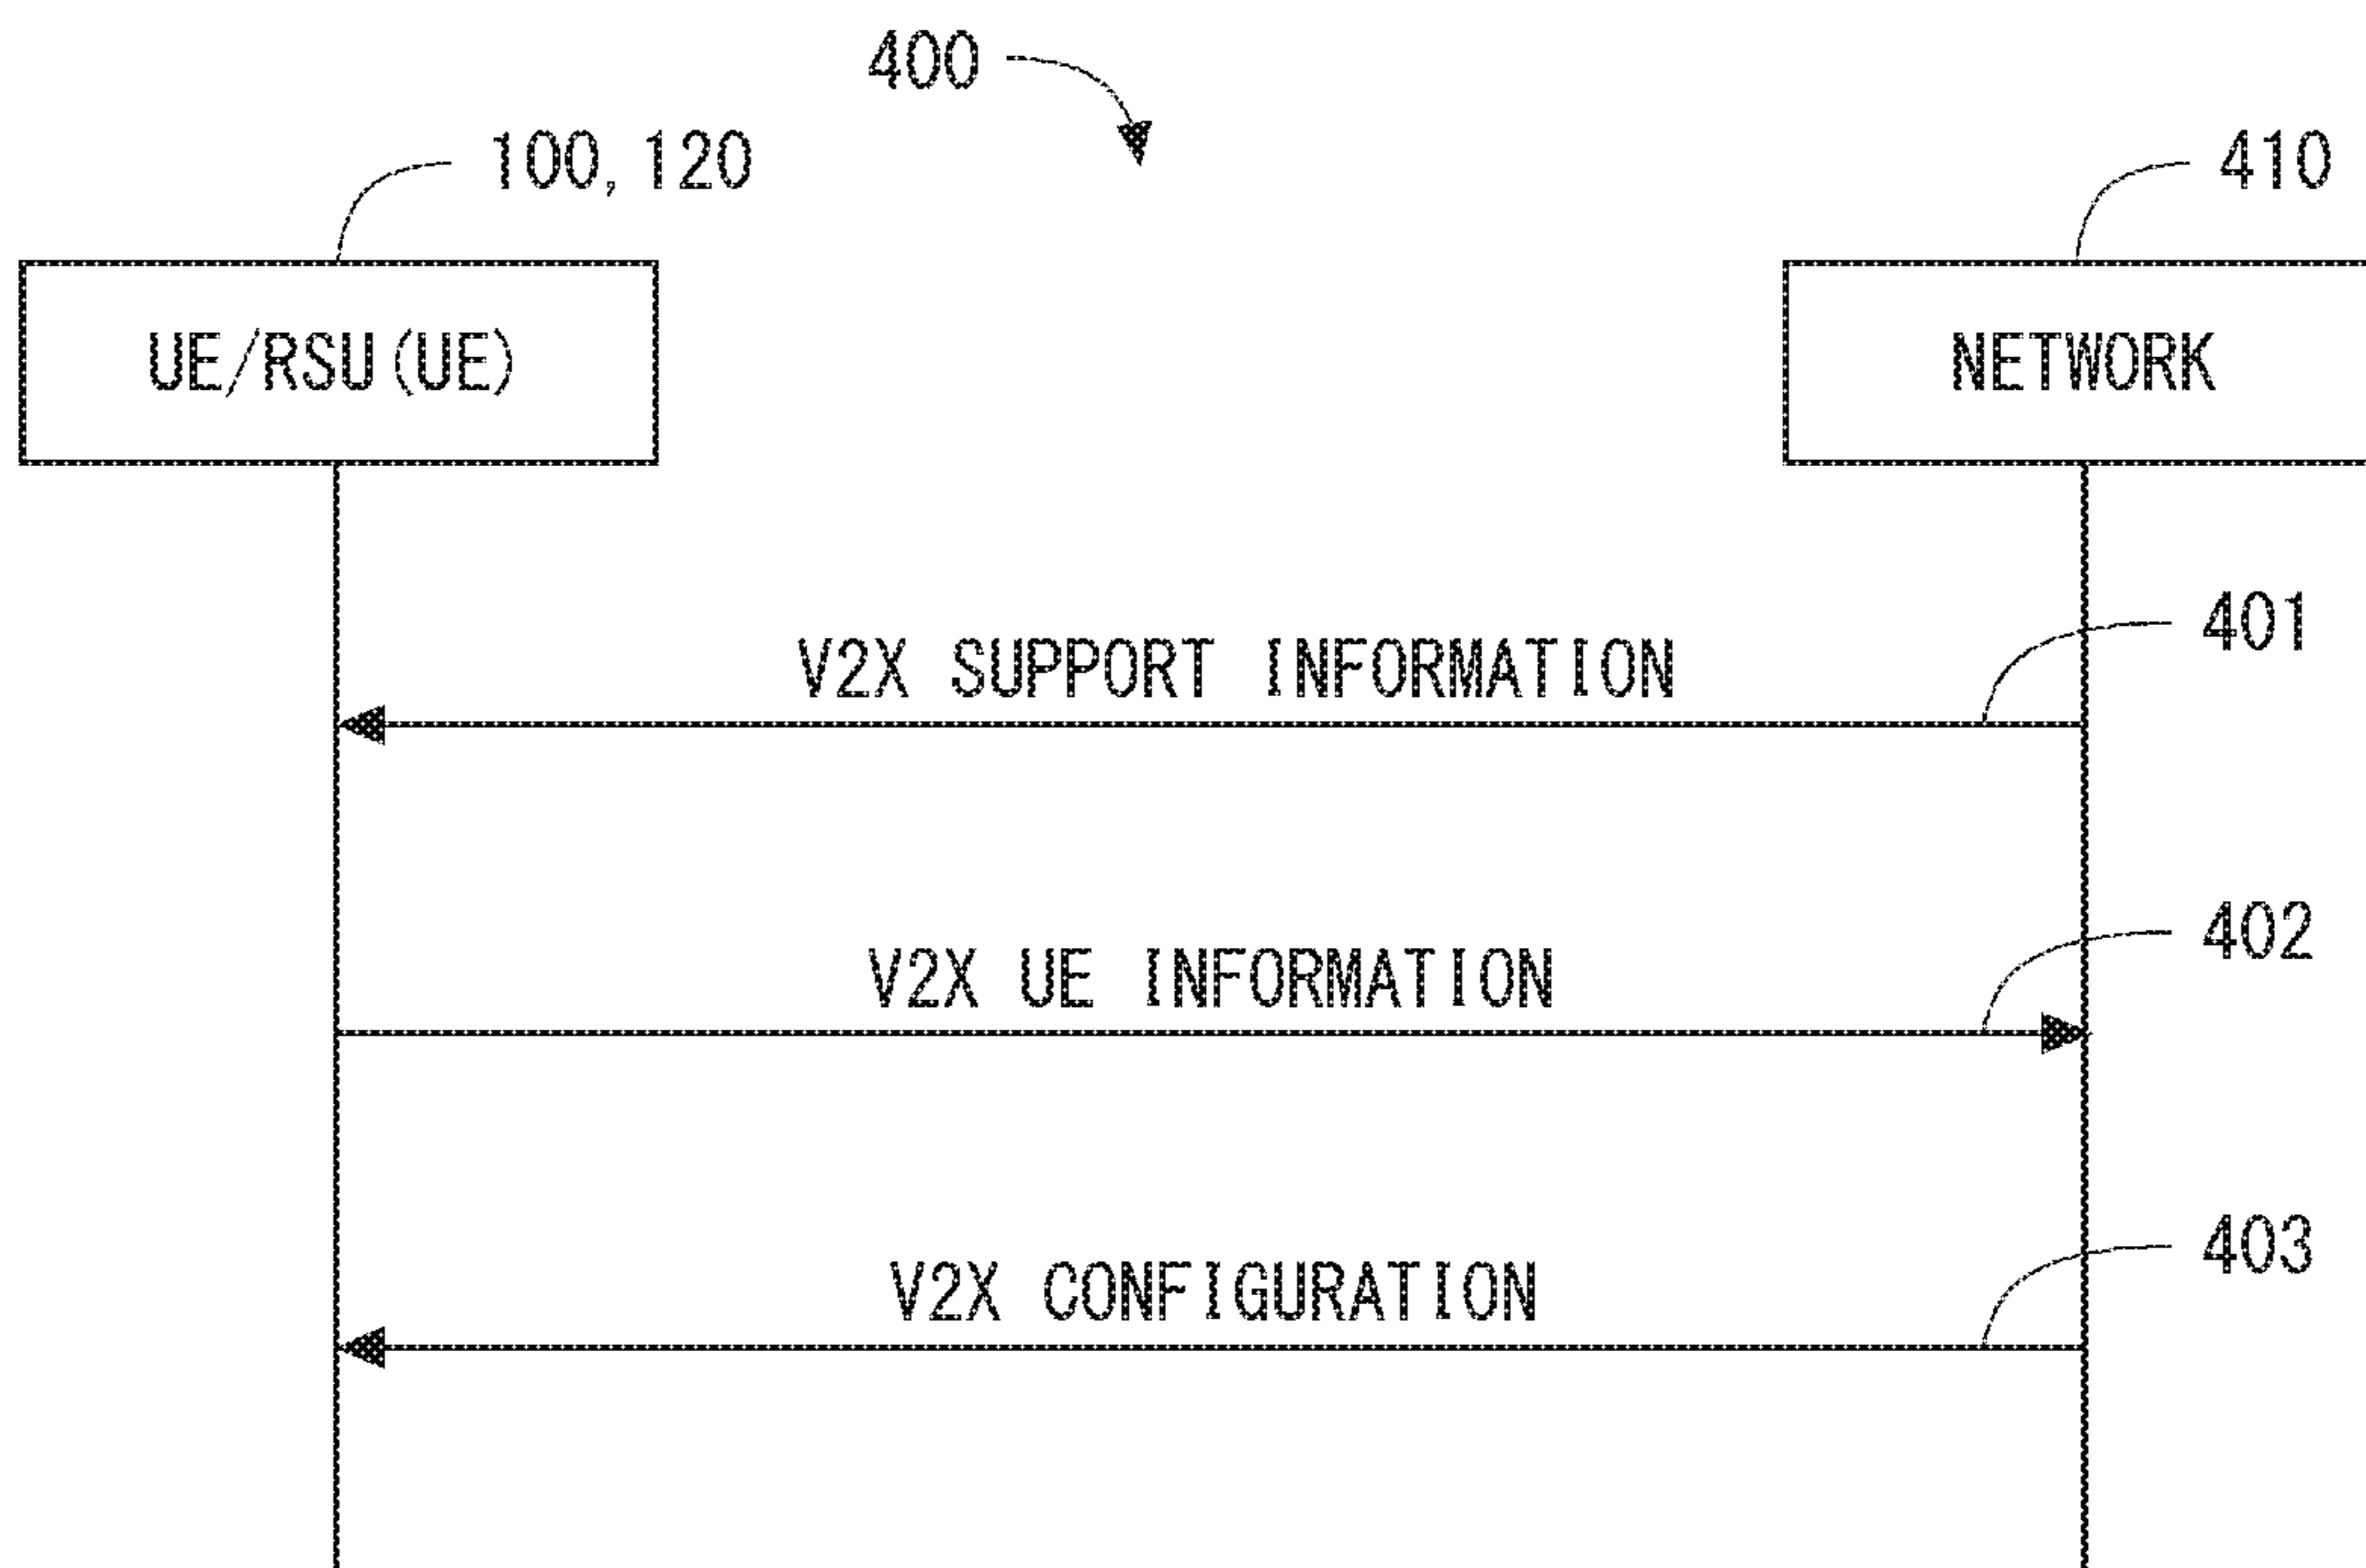 400
100, 120
410
UE/RSU(UE)
NETWORK
401
V2X SUPPORT INFORMATION
402
V2X UE INFORMATION
403
V2X CONFIGURATION